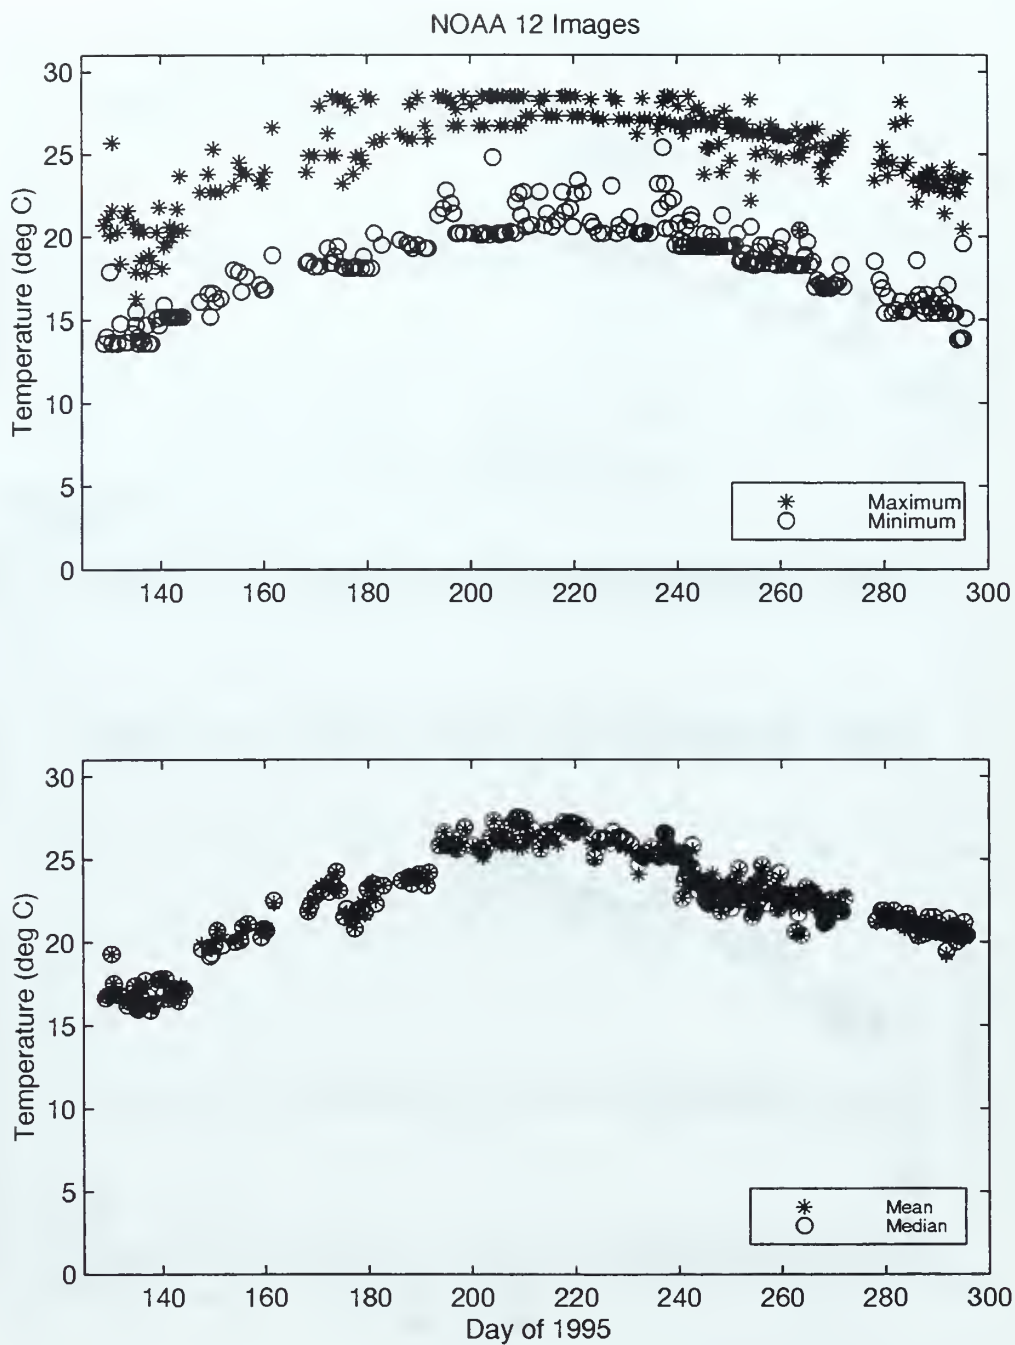 NOAA 12 Images
Temperature (deg C)
30
25
20
15
10
5
0
* Maximum
O Minimum
140 160 180 200 220 240 260 280 300
Temperature (deg C)
30
25
20
15
10
5
0
* Mean
O Median
140 160 180 200 220 240 260 280 300
Day of 1995